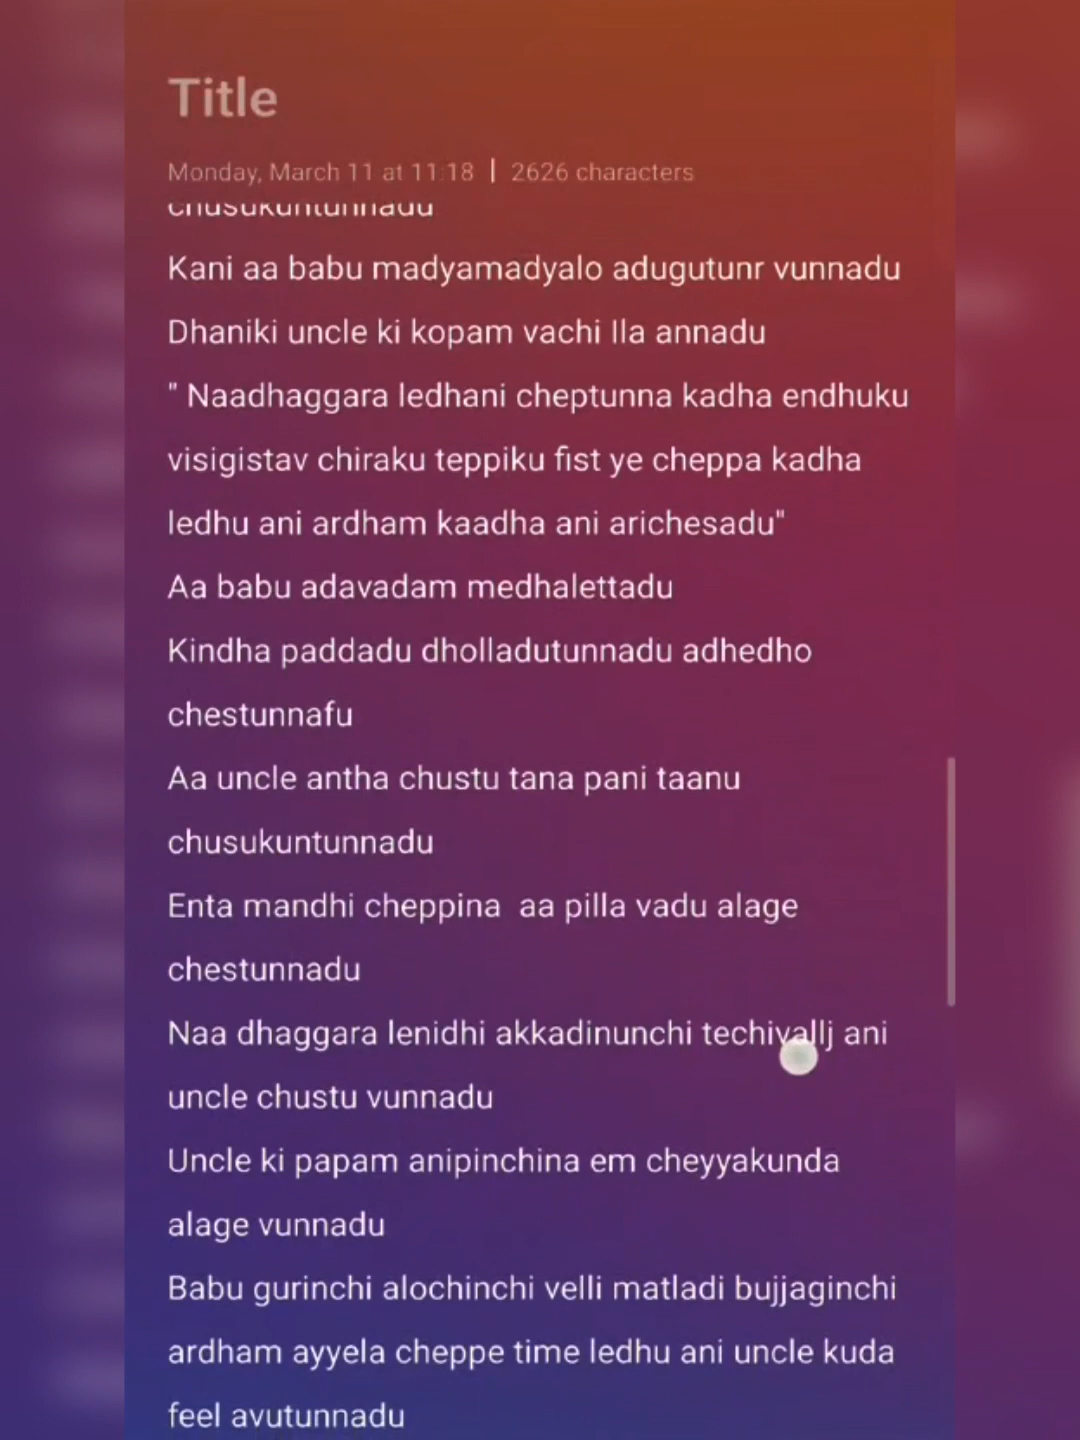 Title
Monday, March 11 at 11:18 | 2626 characters
chusukuntunnadu
Kani aa babu madyamadyalo adugutunr vunnadu
Dhaniki uncle ki kopam vachi lla annadu
" Naadhaggara ledhani cheptunna kadha endhuku
visigistav chiraku teppiku fist ye cheppa kadha
ledhu ani ardham kaadha ani arichesadu"
Aa babu adavadam medhalettadu
Kindha paddadu dholladutunnadu adhedho
chestunnafu
Aa uncle antha chustu tana pani taanu
chusukuntunnadu
Enta mandhi cheppina  aa pilla vadu alage
chestunnadu
Naa dhaggara lenidhi akkadinunchi techivallj ani
uncle chustu vunnadu
Uncle ki papam anipinchina em cheyyakunda
alage vunnadu
Babu gurinchi alochinchi velli matladi bujjaginchi
ardham ayyela cheppe time ledhu ani uncle kuda
feel avutunnadu